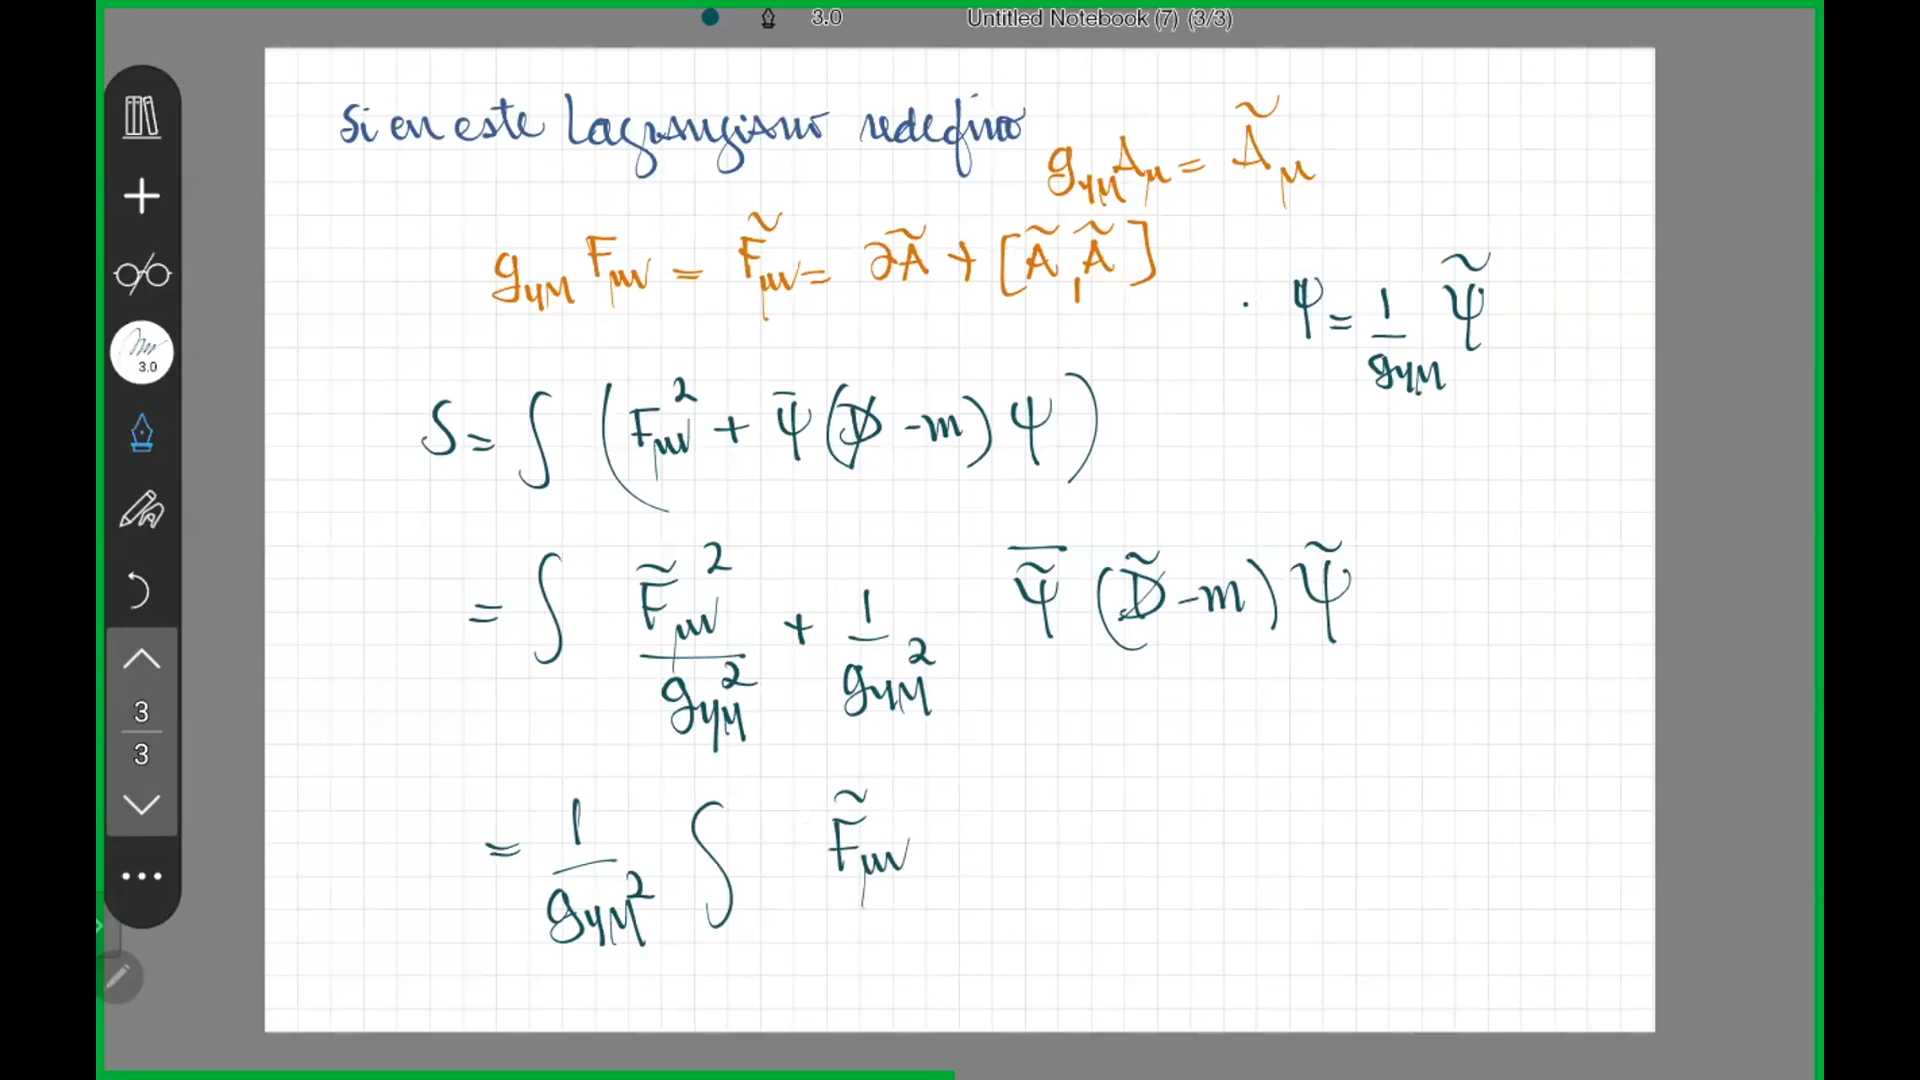 3.0 Untitled Notebook (7) (3/3)
Si en este Lagrangiano redefino g_YM A_μ = Ã_μ
g_YM F_μν = F̃_μν = ∂Ã + [Ã, Ã]
· Ψ = 1/g_YM Ψ̃
S = ∫ (F_μν² + Ψ̄ (D̸ - m) Ψ)
= ∫ F̃_μν²/g_YM² + 1/g_YM² Ψ̃̄ (D̸̃ - m) Ψ̃
= 1/g_YM² ∫ F̃_μν
3.0
3
3